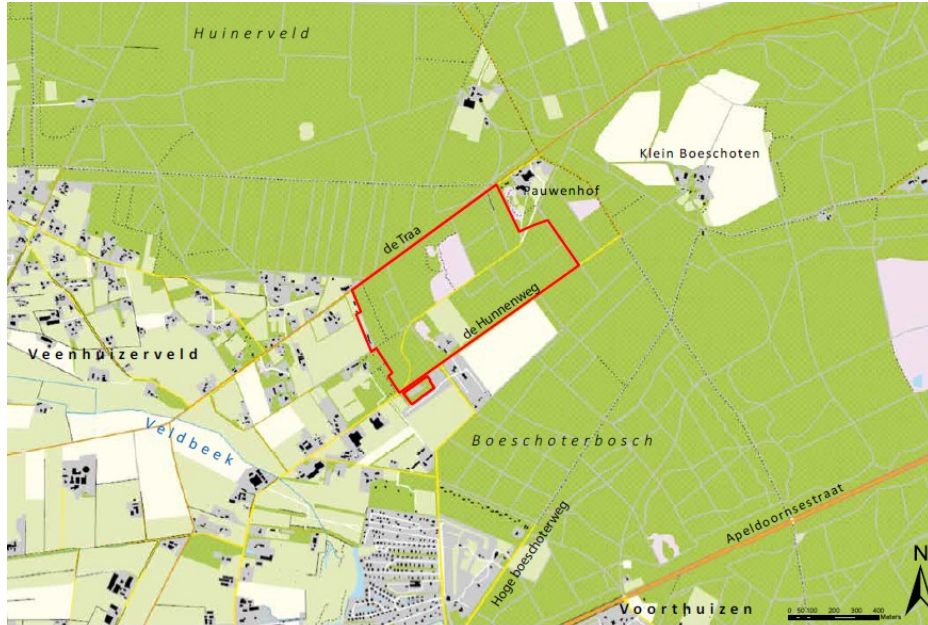 Huinerveld
Klein Boeschoten
Pauwenhof
de Traa
de Hunnenweg
Veenhuizerveld
Veldbeek
Boeschoterbosch
Apeldoornsestraat
Hoge boeschoterweg
N
Voorthuizen
0 50 100 200 300 400
Meters